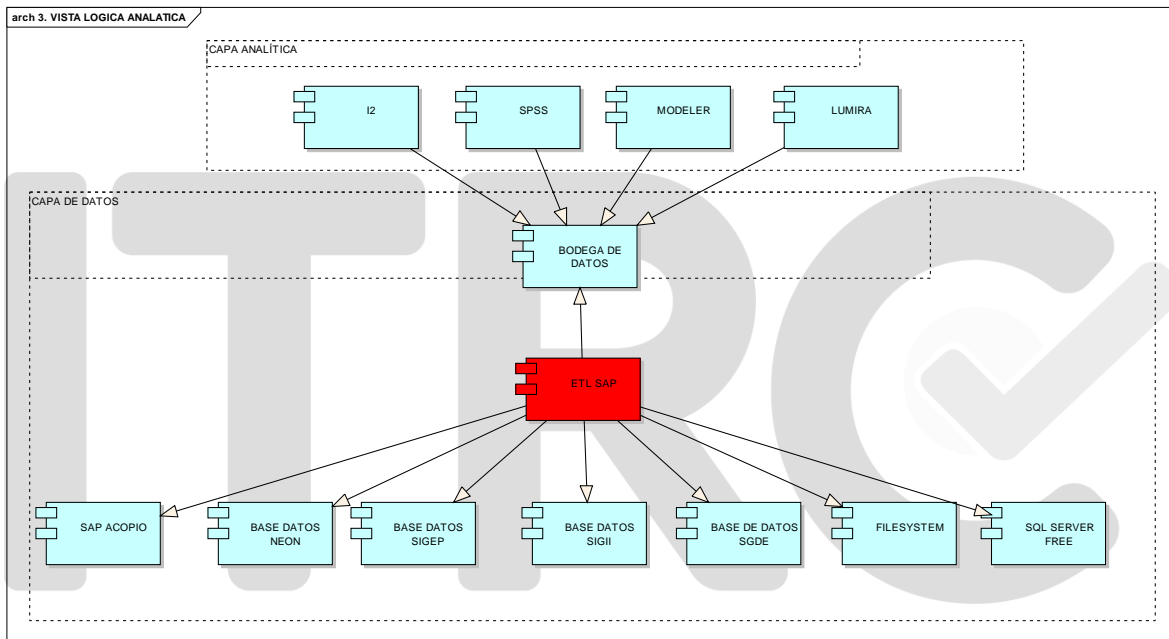 arch 3. VISTA LOGICA ANALATICA
CAPA ANALÍTICA
I2
SPSS
MODELER
LUMIRA
CAPA DE DATOS
BODEGA DE
DATOS
ETL SAP
SAP ACOPIO
BASE DATOS
NEON
BASE DATOS
SIGEP
BASE DATOS
SIGII
BASE DE DATOS
SGDE
FILESYSTEM
SQL SERVER
FREE
ITRC